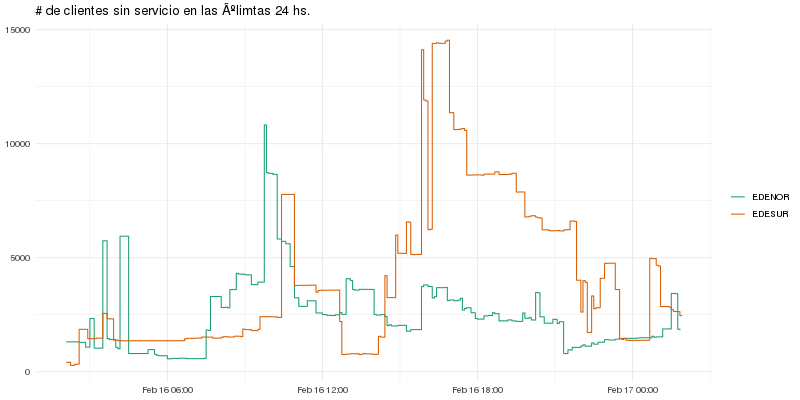 # de clientes sin servicio en las Ãºlimtas 24 hs.
15000
10000
5000
0
Feb 16 06:00
Feb 16 12:00
Feb 16 18:00
Feb 17 00:00
EDENOR
EDESUR